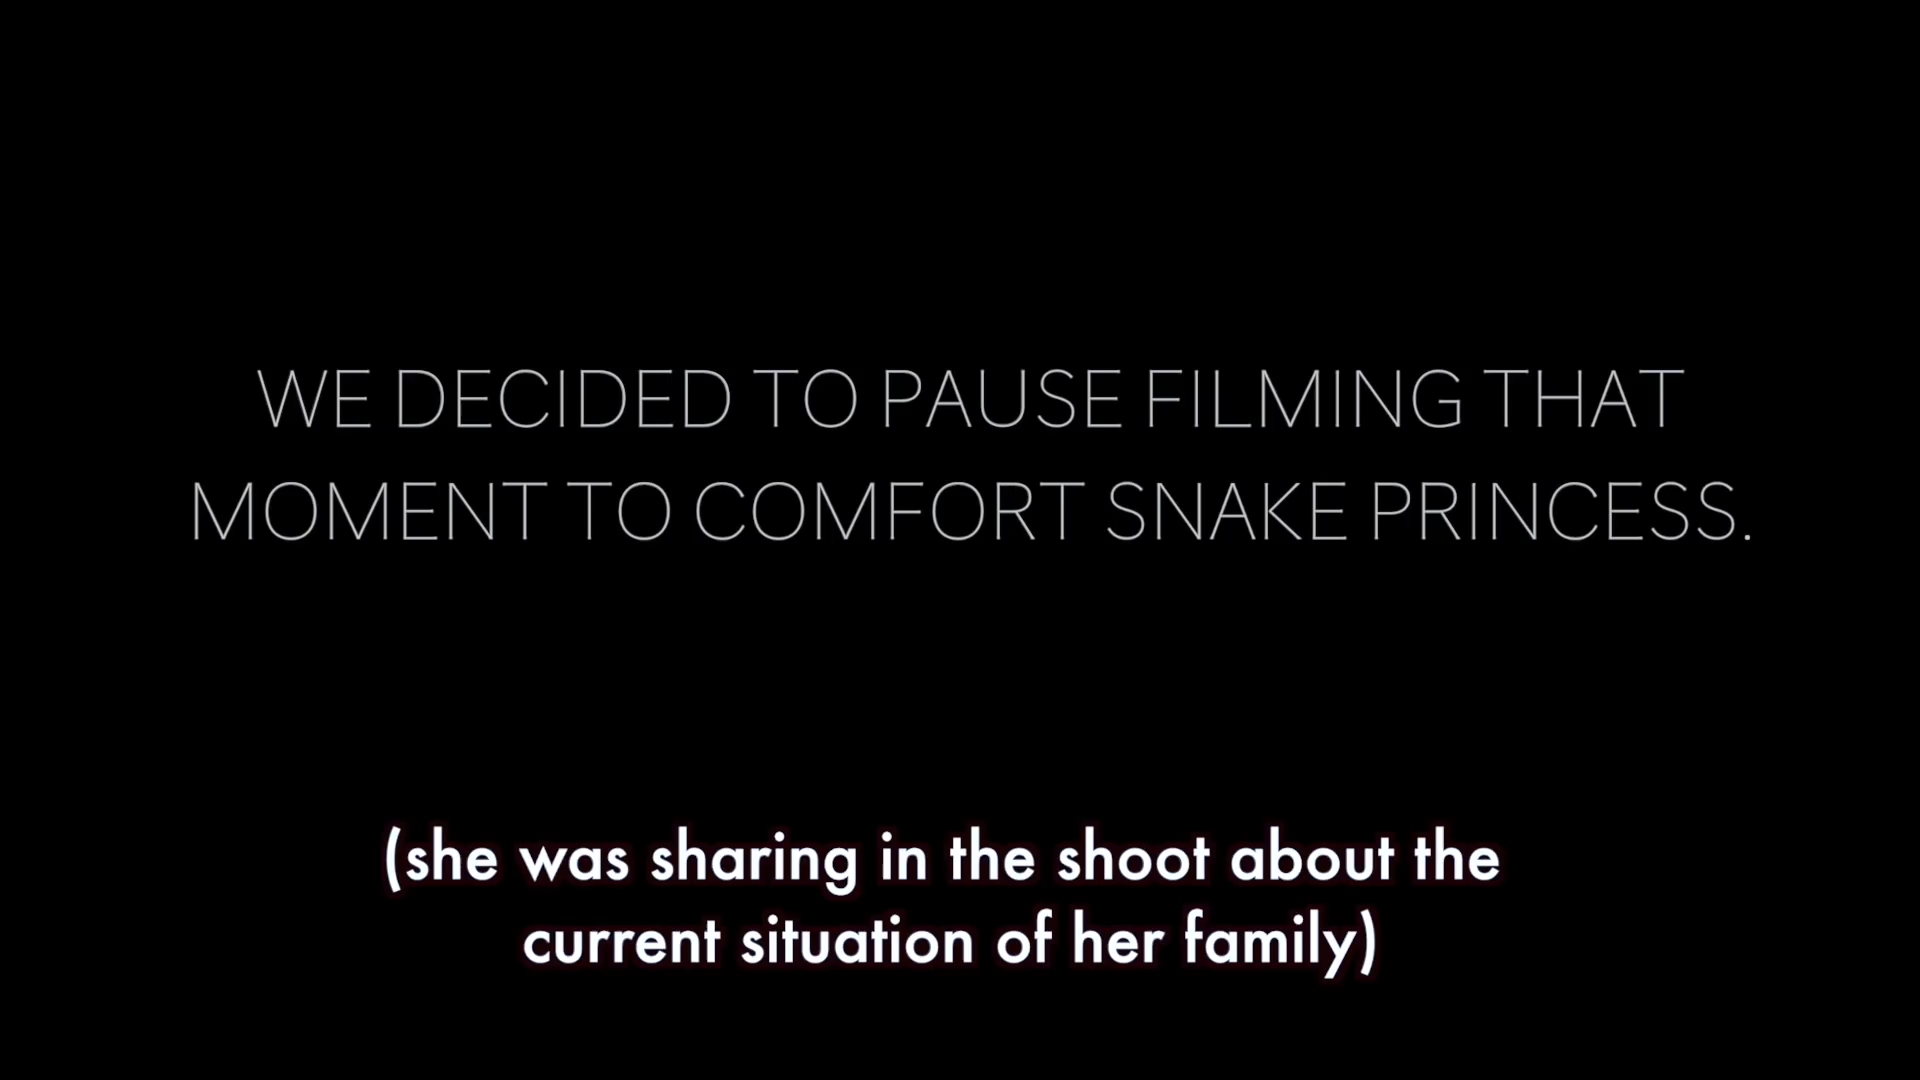 WE DECIDED TO PAUSE FILMING THAT
MOMENT TO COMFORT SNAKE PRINCESS.
(she was sharing in the shoot about the
current situation of her family)